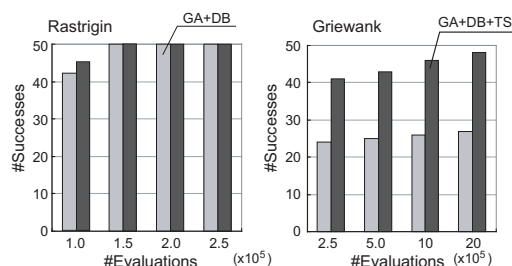 Rastrigin
GA+DB
#Successes
50
40
30
20
10
0
1.0 1.5 2.0 2.5
#Evaluations (x10⁵)
Griewank
GA+DB+TS
#Successes
50
40
30
20
10
0
2.5 5.0 10 20
#Evaluations (x10⁵)